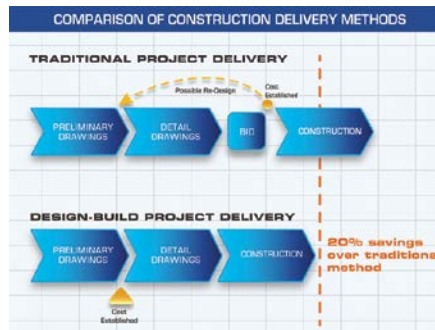 COMPARISON OF CONSTRUCTION DELIVERY METHODS
TRADITIONAL PROJECT DELIVERY
Possible Re-Design
Cost
Established
PRELIMINARY
DRAWINGS
DETAIL
DRAWINGS
BID
CONSTRUCTION
DESIGN-BUILD PROJECT DELIVERY
PRELIMINARY
DRAWINGS
DETAIL
DRAWINGS
CONSTRUCTION
20% savings
over traditional
method
Cost
Established